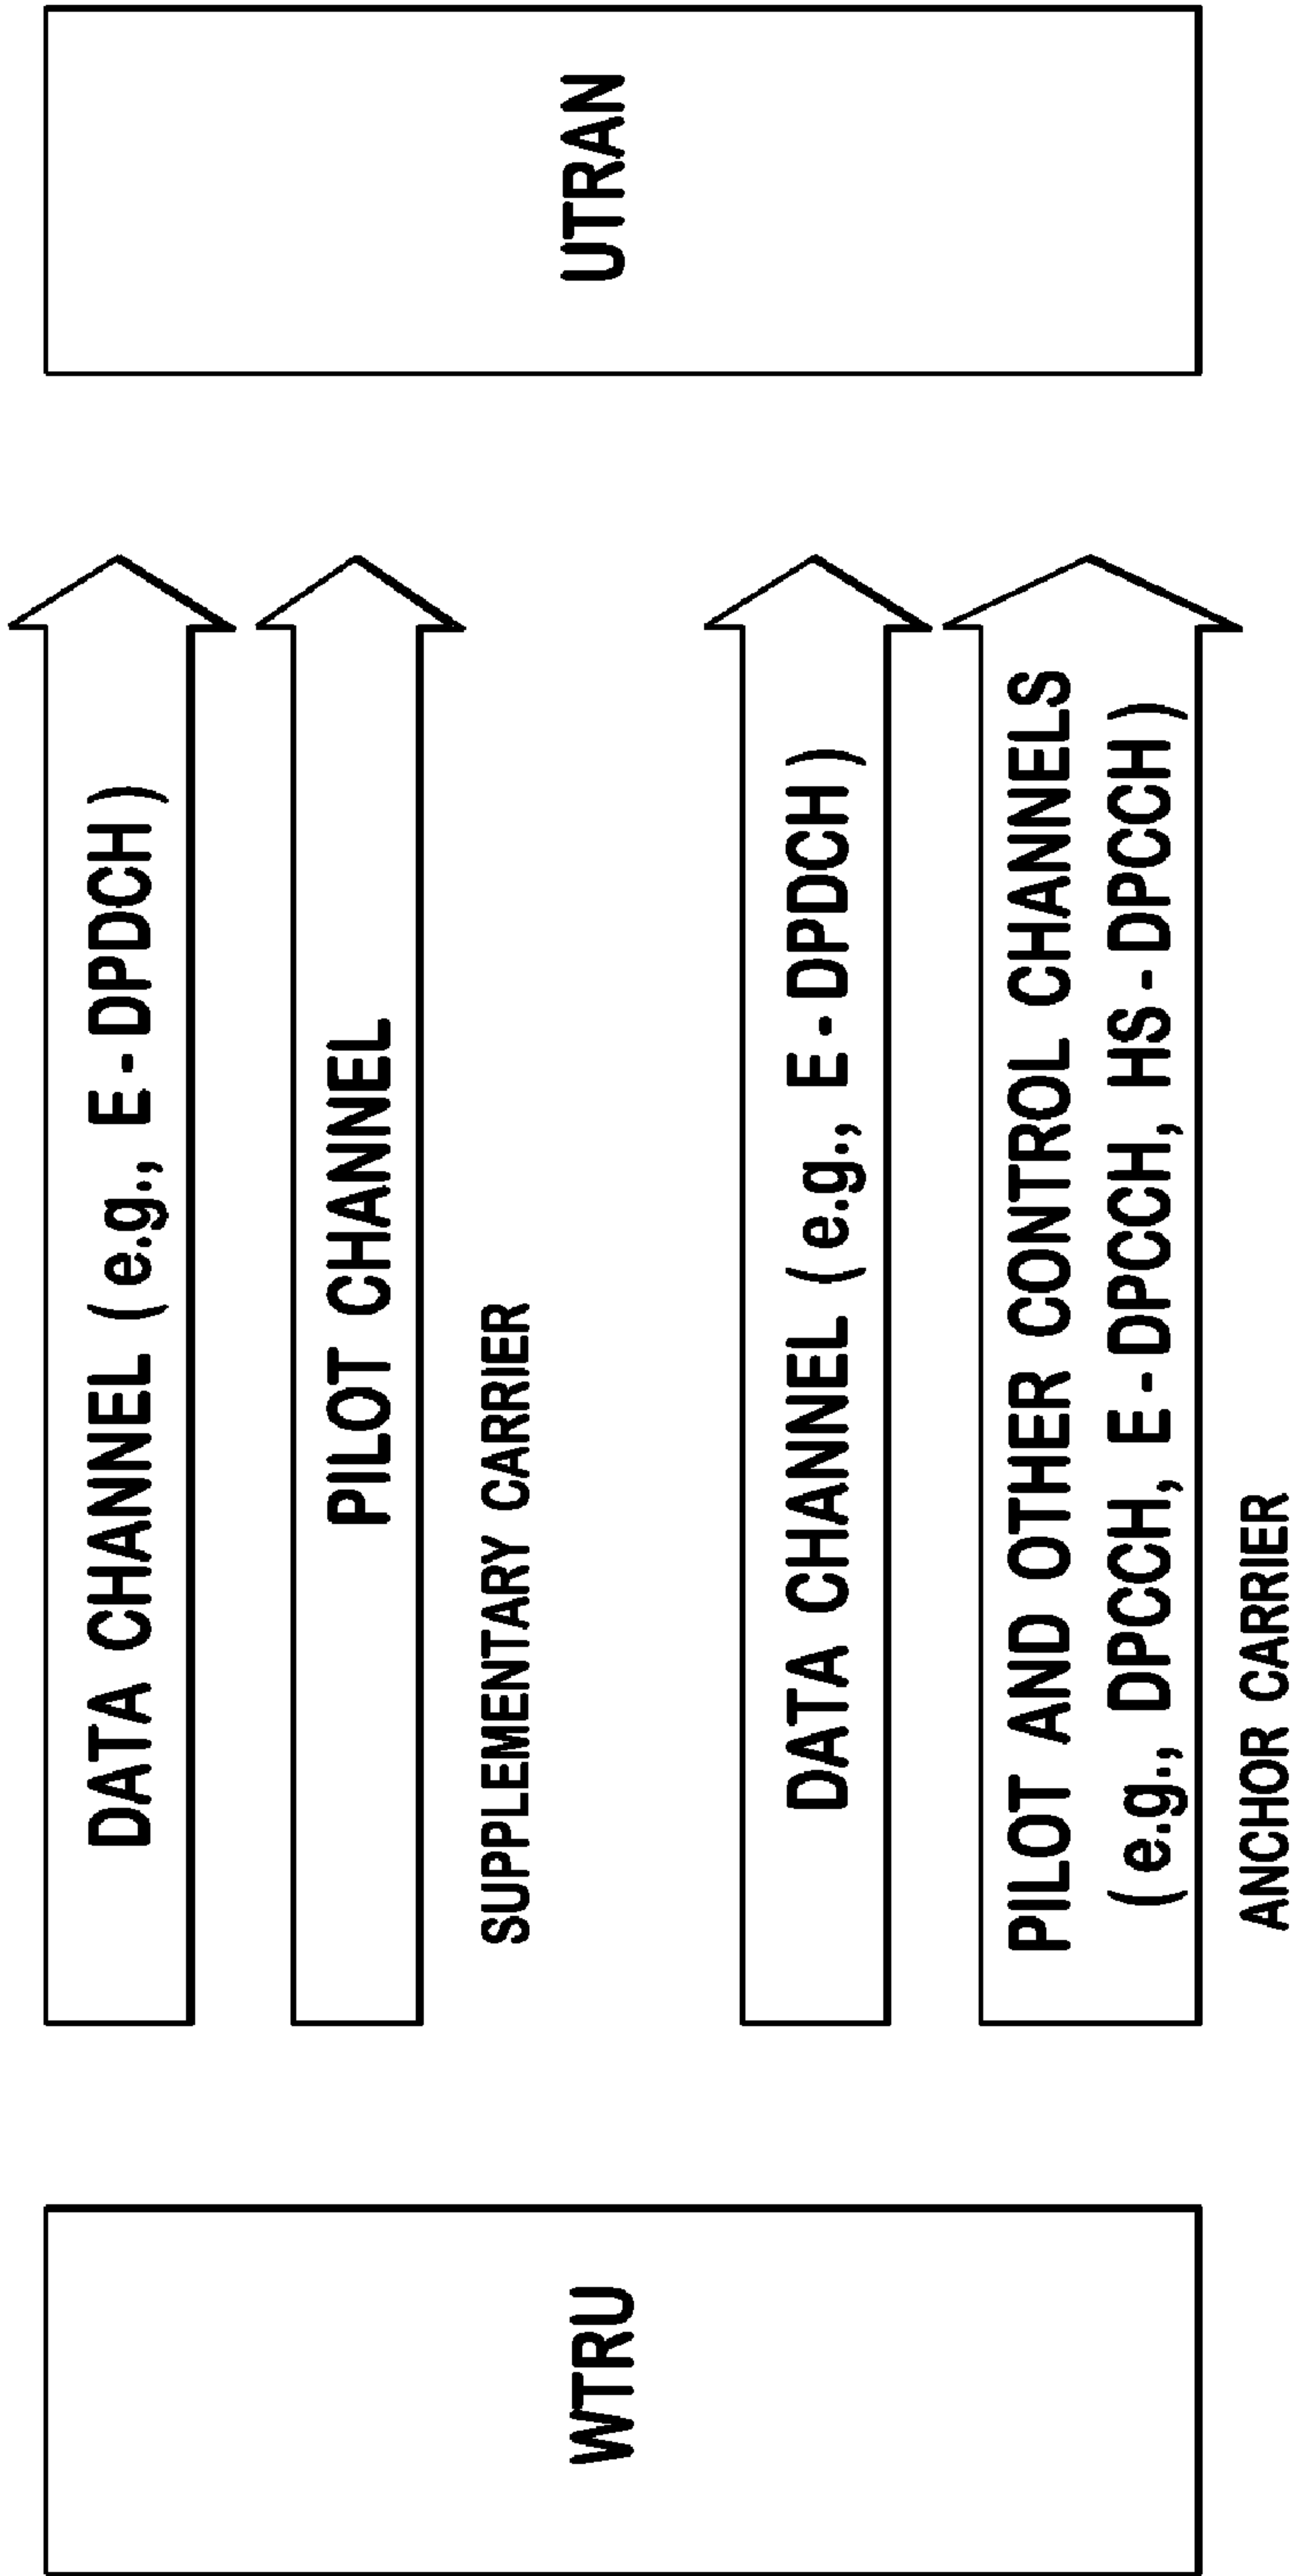 WTRU
DATA CHANNEL (e.g., E-DPDCH)
PILOT CHANNEL
SUPPLEMENTARY CARRIER
DATA CHANNEL (e.g., E-DPDCH)
PILOT AND OTHER CONTROL CHANNELS
(e.g., DPCCH, E-DPCCH, HS-DPCCH)
ANCHOR CARRIER
UTRAN